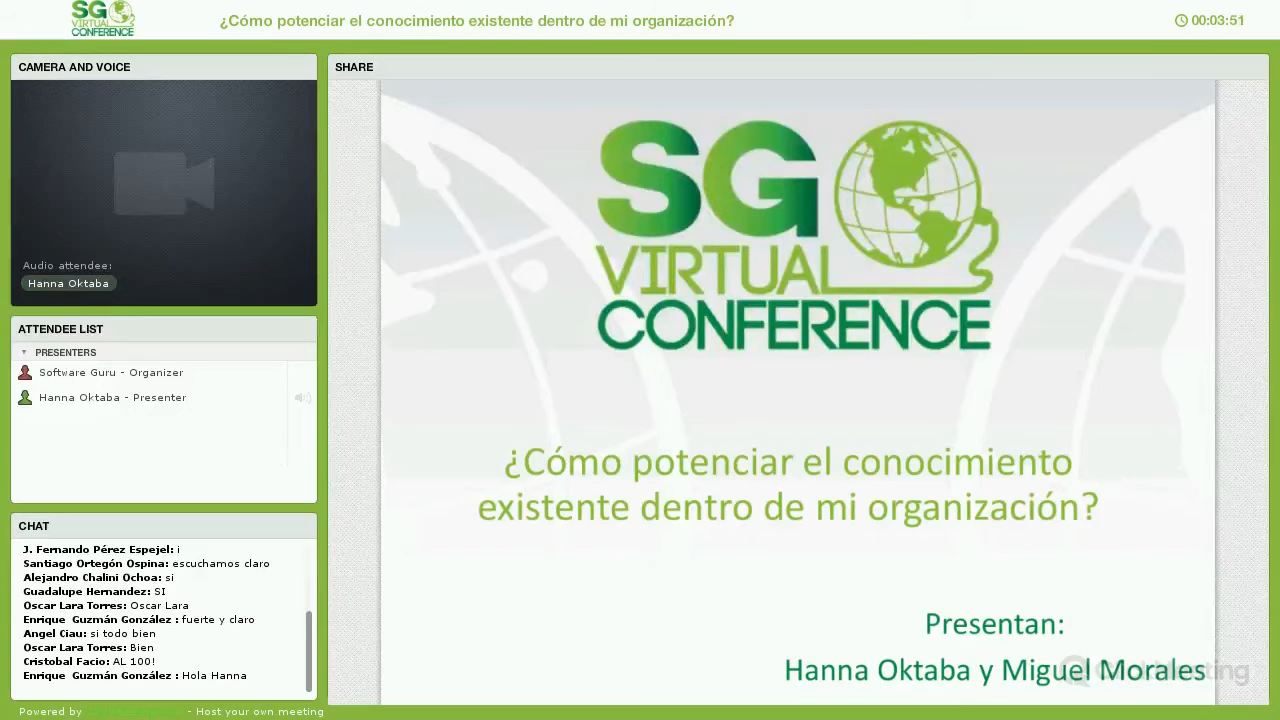 SG
VIRTUAL
CONFERENCE
¿Cómo potenciar el conocimiento existente dentro de mi organización?
00:03:51
CAMERA AND VOICE
Audio attendee:
Hanna Oktaba
ATTENDEE LIST
PRESENTERS
Software Guru - Organizer
Hanna Oktaba - Presenter
CHAT
J. Fernando Pérez Espejel: i
Santiago Ortegón Ospina: escuchamos claro
Alejandro Chalini Ochoa: si
Guadalupe Hernandez: SI
Oscar Lara Torres: Oscar Lara
Enrique Guzmán González : fuerte y claro
Angel Ciau: si todo bien
Oscar Lara Torres: Bien
Cristobal Facio: AL 100!
Enrique Guzmán González : Hola Hanna
Powered by - Host your own meeting
SHARE
SG
VIRTUAL
CONFERENCE
¿Cómo potenciar el conocimiento
existente dentro de mi organización?
Presentan:
Hanna Oktaba y Miguel Morales